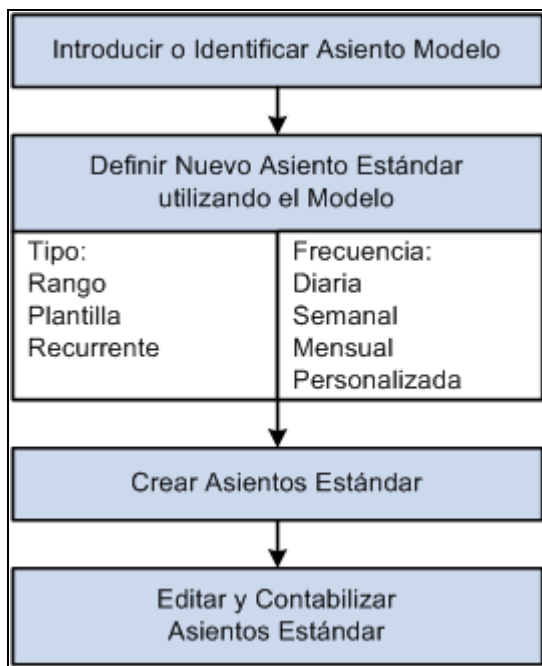 Introducir o Identificar Asiento Modelo
Definir Nuevo Asiento Estándar
utilizando el Modelo
Tipo:
Rango
Plantilla
Recurrente
Frecuencia:
Diaria
Semanal
Mensual
Personalizada
Crear Asientos Estándar
Editar y Contabilizar
Asientos Estándar